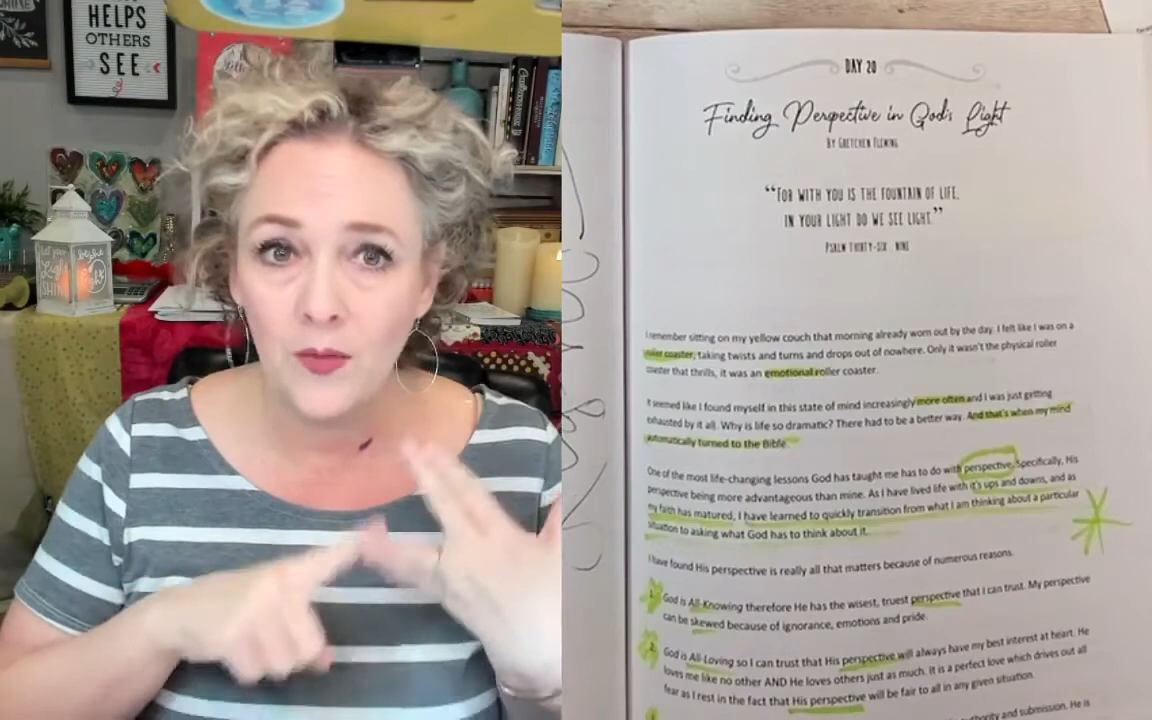 HELPS
OTHERS
SEE
Let your
Light
SHINE
DAY 20
Finding Perspective in God's Light
BY GRETCHEN FLEMING
“FOR WITH YOU IS THE FOUNTAIN OF LIFE,
IN YOUR LIGHT DO WE SEE LIGHT.”
PSALM THIRTY-SIX : NINE
I remember sitting on my yellow couch that morning already worn out by the day. I felt like I was on a
roller coaster, taking twists and turns and drops out of nowhere. Only it wasn't the physical roller
coaster that thrills, it was an emotional roller coaster.
It seemed like I found myself in this state of mind increasingly more often and I was just getting
exhausted by it all. Why is life so dramatic? There had to be a better way. And that's when my mind
automatically turned to the Bible.
One of the most life-changing lessons God has taught me has to do with perspective. Specifically, His
perspective being more advantageous than mine. As I have lived life with it's ups and downs, and as
my faith has matured, I have learned to quickly transition from what I am thinking about a particular
situation to asking what God has to think about it.
I have found His perspective is really all that matters because of numerous reasons.
1. God is All-Knowing therefore He has the wisest, truest perspective that I can trust. My perspective
can be skewed because of ignorance, emotions and pride.
2. God is All-Loving so I can trust that His perspective will always have my best interest at heart. He
loves me like no other AND He loves others just as much. It is a perfect love which drives out all
fear as I rest in the fact that His perspective will be fair to all in any given situation.
authority and submission. He is